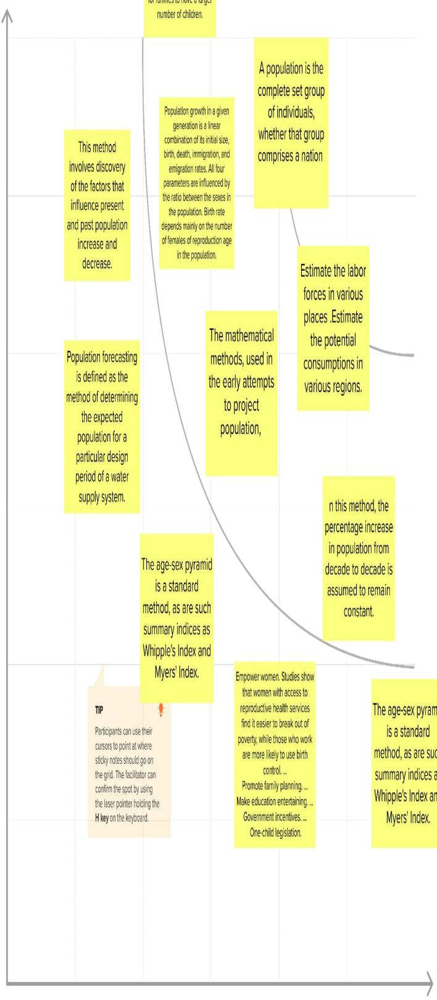 for families to have a larger
number of children.
A population is the
complete set group
of individuals,
whether that group
comprises a nation
Population growth in a given
generation is a linear
combination of its initial size,
birth, death, immigration, and
emigration rates. All four
parameters are influenced by
the ratio between the sexes in
the population. Birth rate
depends mainly on the number
of females of reproduction age
in the population.
This method
involves discovery
of the factors that
influence present
and past population
increase and
decrease.
Estimate the labor
forces in various
places .Estimate
the potential
consumptions in
various regions.
The mathematical
methods, used in
the early attempts
to project
population,
Population forecasting
is defined as the
method of determining
the expected
population for a
particular design
period of a water
supply system.
n this method, the
percentage increase
in population from
decade to decade is
assumed to remain
constant.
The age-sex pyramid
is a standard
method, as are such
summary indices as
Whipple's Index and
Myers' Index.
Empower women. Studies show
that women with access to
reproductive health services
find it easier to break out of
poverty, while those who work
are more likely to use birth
control. ...
Promote family planning. ...
Make education entertaining. ...
Government incentives. ...
One-child legislation.
The age-sex pyram
is a standard
method, as are suc
summary indices a
Whipple's Index an
Myers' Index.
TIP
Participants can use their
cursors to point at where
sticky notes should go on
the grid. The facilitator can
confirm the spot by using
the laser pointer holding the
H key on the keyboard.